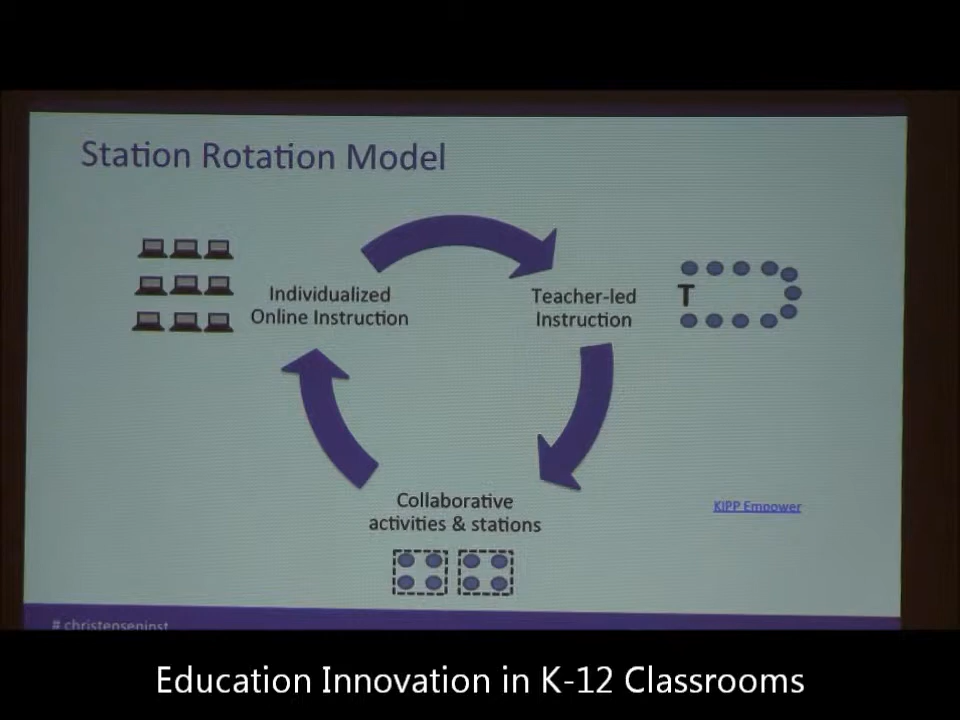 Station Rotation Model
Individualized
Online Instruction
Teacher-led
Instruction
T
Collaborative
activities & stations
KIPP Empower
# christenseninst
Education Innovation in K-12 Classrooms